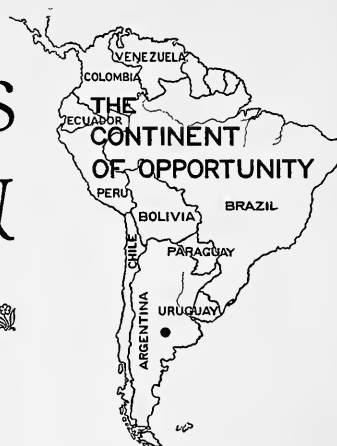 VENEZUELA
COLOMBIA
THE
ECUADOR
CONTINENT
OF OPPORTUNITY
PERU
BRAZIL
BOLIVIA
CHILE
PARAGUAY
ARGENTINA
URUGUAY
S